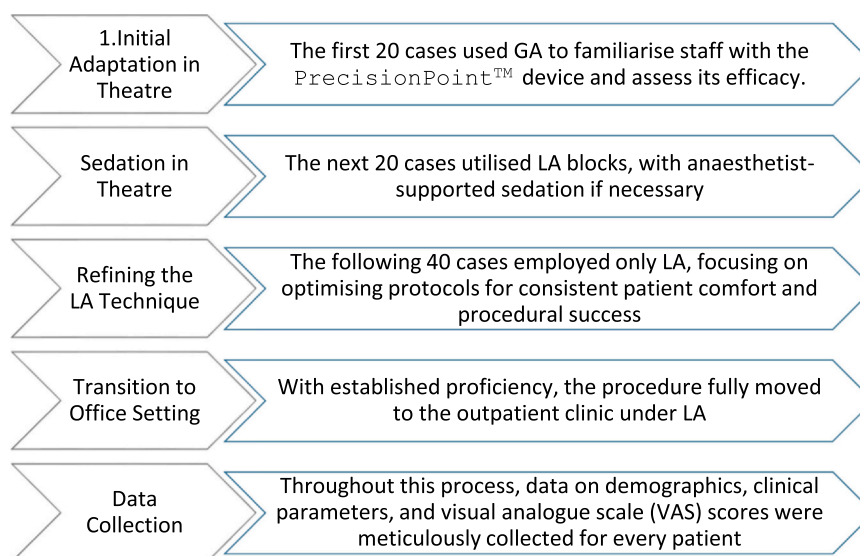 1.Initial
Adaptation in
Theatre
The first 20 cases used GA to familiarise staff with the
PrecisionPoint™ device and assess its efficacy.
Sedation in
Theatre
The next 20 cases utilised LA blocks, with anaesthetist-
supported sedation if necessary
Refining the
LA Technique
The following 40 cases employed only LA, focusing on
optimising protocols for consistent patient comfort and
procedural success
Transition to
Office Setting
With established proficiency, the procedure fully moved
to the outpatient clinic under LA
Data
Collection
Throughout this process, data on demographics, clinical
parameters, and visual analogue scale (VAS) scores were
meticulously collected for every patient